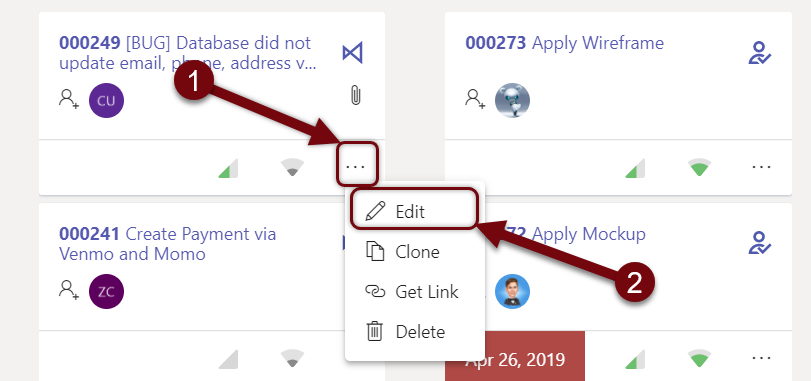 000249 [BUG] Database did not
update email, phone, address v...
CU
1
...
000273 Apply Wireframe
...
Edit
Clone
Get Link
Delete
2
000241 Create Payment via
Venmo and Momo
ZC
72 Apply Mockup
Apr 26, 2019
...